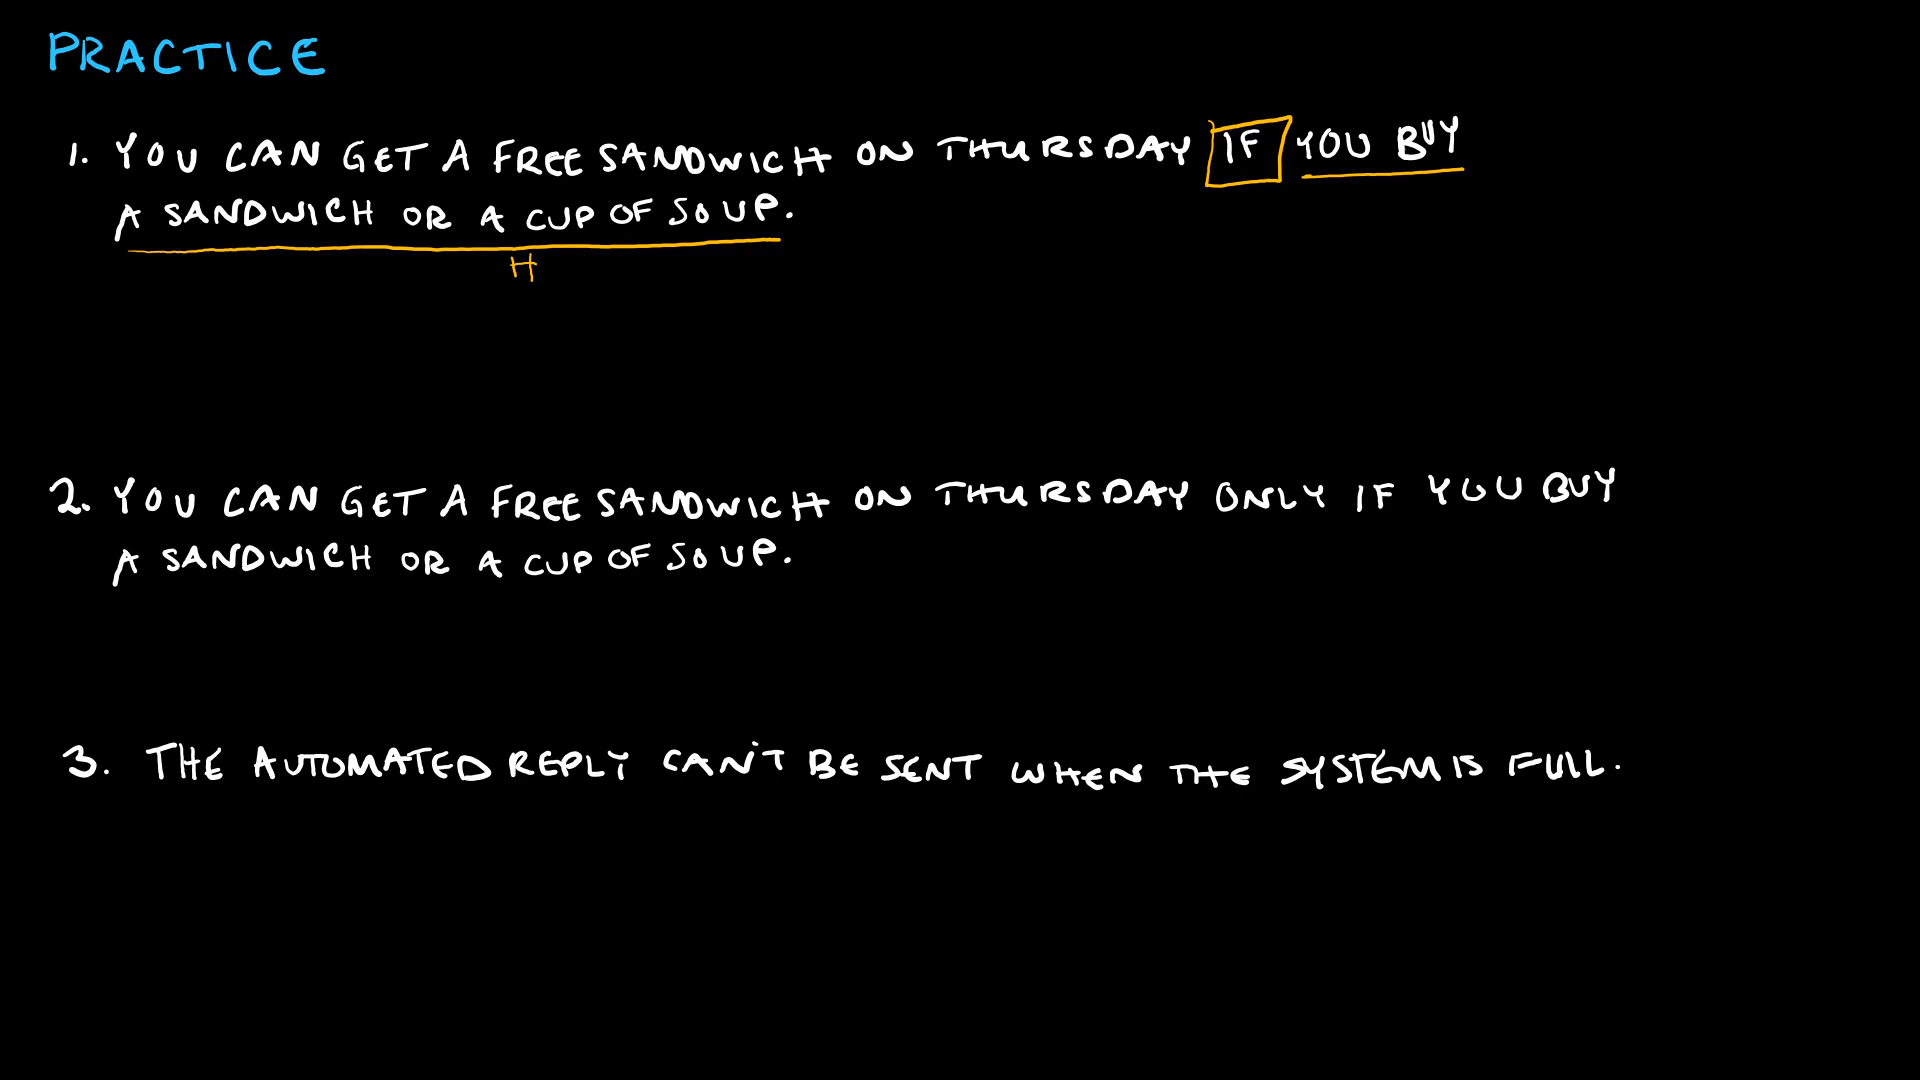 PRACTICE
1. YOU CAN GET A FREE SANDWICH ON THURSDAY IF YOU BUY
A SANDWICH OR A CUP OF SOUP.
H
2. YOU CAN GET A FREE SANDWICH ON THURSDAY ONLY IF YOU BUY
A SANDWICH OR A CUP OF SOUP.
3. THE AUTOMATED REPLY CAN'T BE SENT WHEN THE SYSTEM IS FULL.